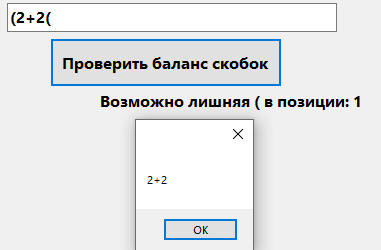 (2+2(
Проверить баланс скобок
Возможно лишняя ( в позиции: 1
2+2
OK